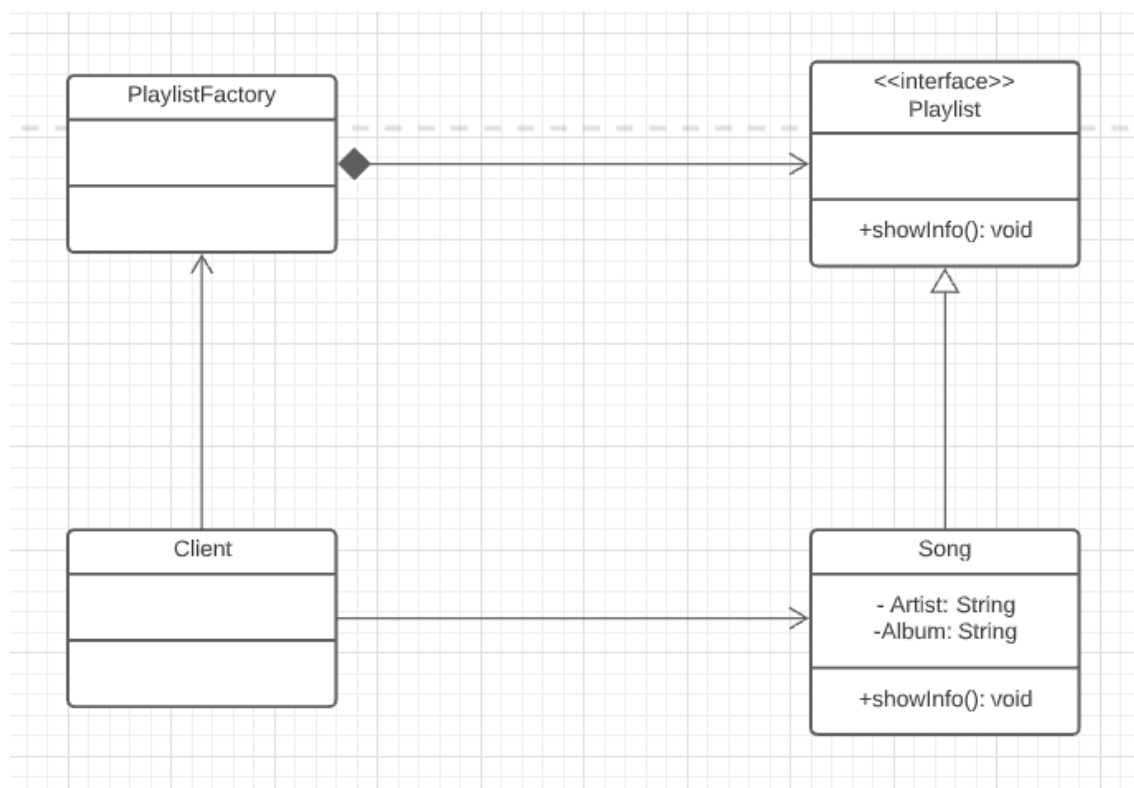 PlaylistFactory
<<interface>>
Playlist
+showInfo(): void
Client
Song
- Artist: String
-Album: String
+showInfo(): void